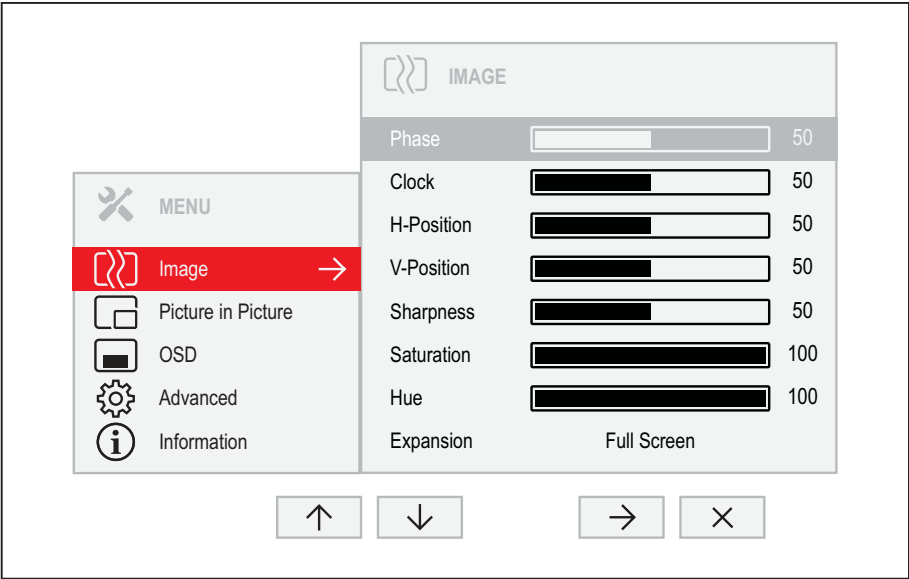 IMAGE
Phase 50
Clock 50
H-Position 50
V-Position 50
Sharpness 50
Saturation 100
Hue 100
Expansion Full Screen
MENU
Image
Picture in Picture
OSD
Advanced
Information